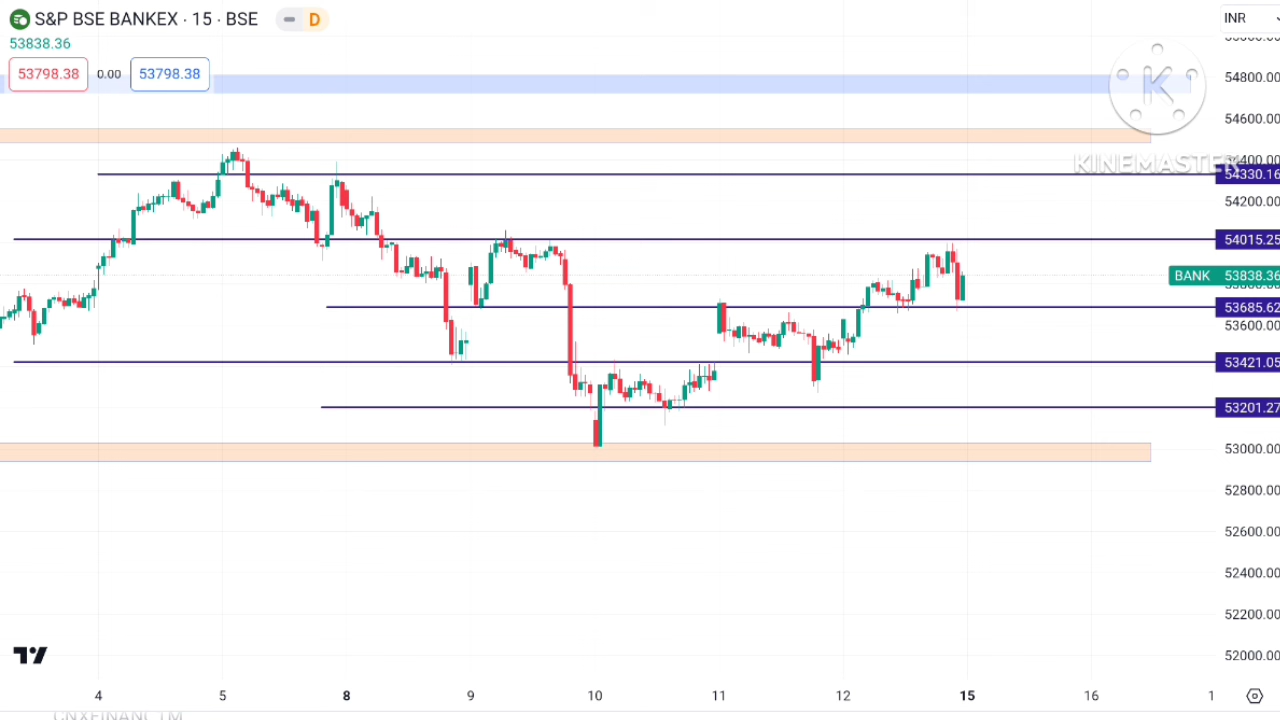 S&P BSE BANKEX · 15 · BSE
D
INR
53838.36
53798.38 0.00 53798.38
K
54800.00
54600.00
KINEMASTER
54400.00
54330.16
54200.00
54015.25
BANK 53838.36
53685.62
53600.00
53421.05
53201.27
53000.00
52800.00
52600.00
52400.00
52200.00
52000.00
4 5 8 9 10 11 12 15 16 1